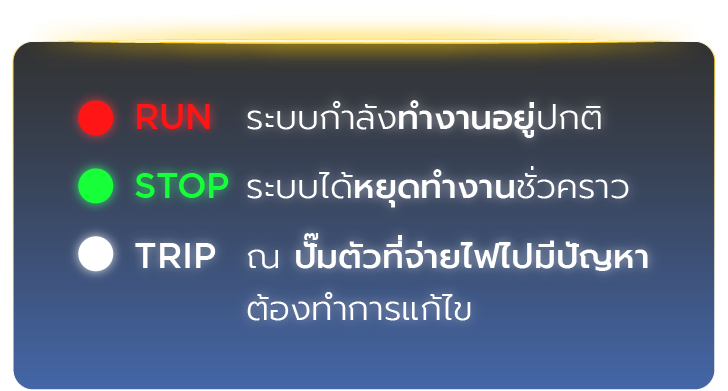 RUN ระบบกำลังทำงานอยู่ปกติ
STOP ระบบได้หยุดทำงานชั่วคราว
TRIP ณ ปั๊มตัวที่จ่ายไฟไปมีปัญหา
ต้องทำการแก้ไข